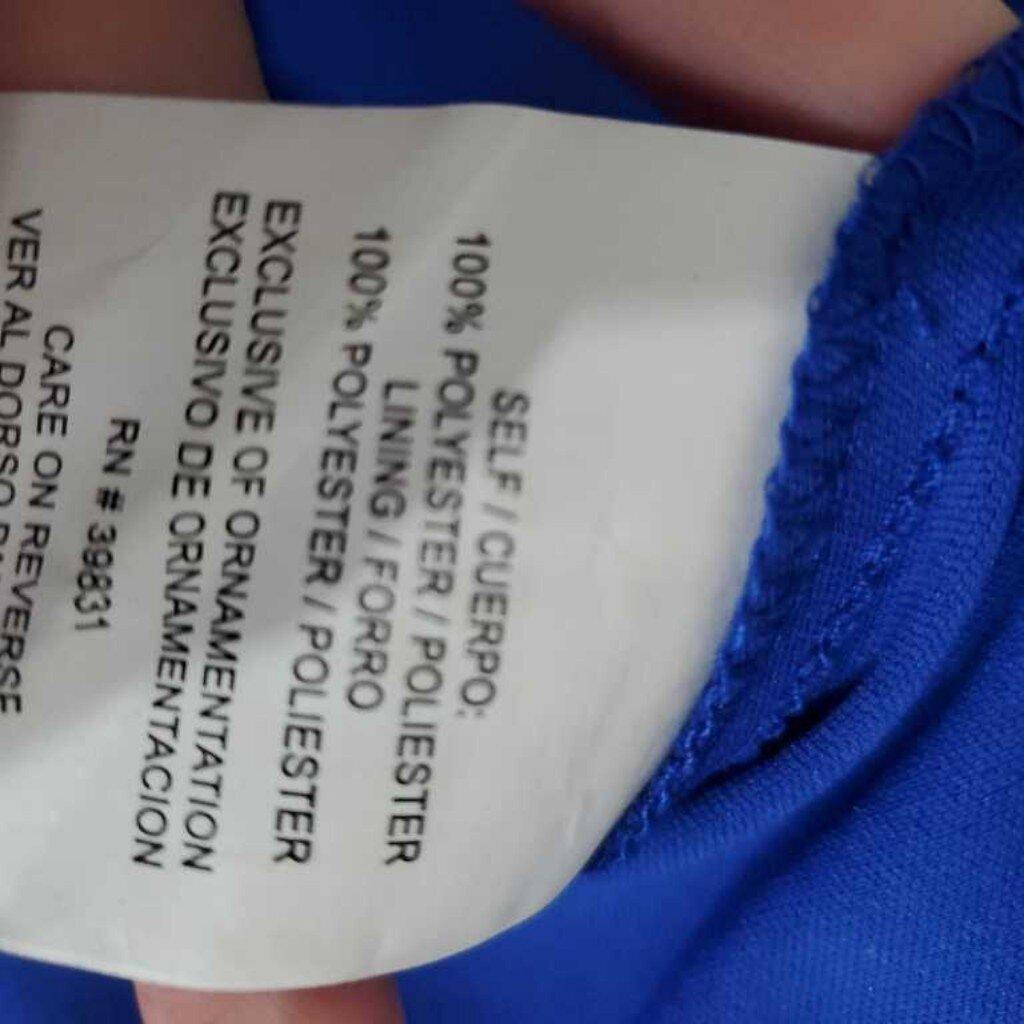 SELF / CUERPO:
100% POLYESTER / POLIESTER
LINING / FORRO
100% POLYESTER / POLIESTER
EXCLUSIVE OF ORNAMENTATION
EXCLUSIVO DE ORNAMENTACION
RN # 39831
CARE ON REVERSE
VER AL DORSO